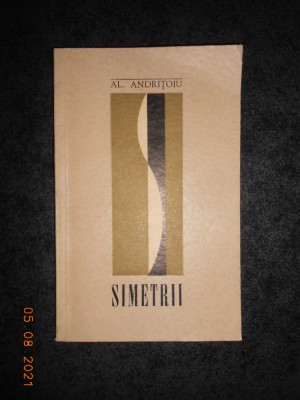 AL. ANDRIȚOIU
SIMETRII
05.08.2021